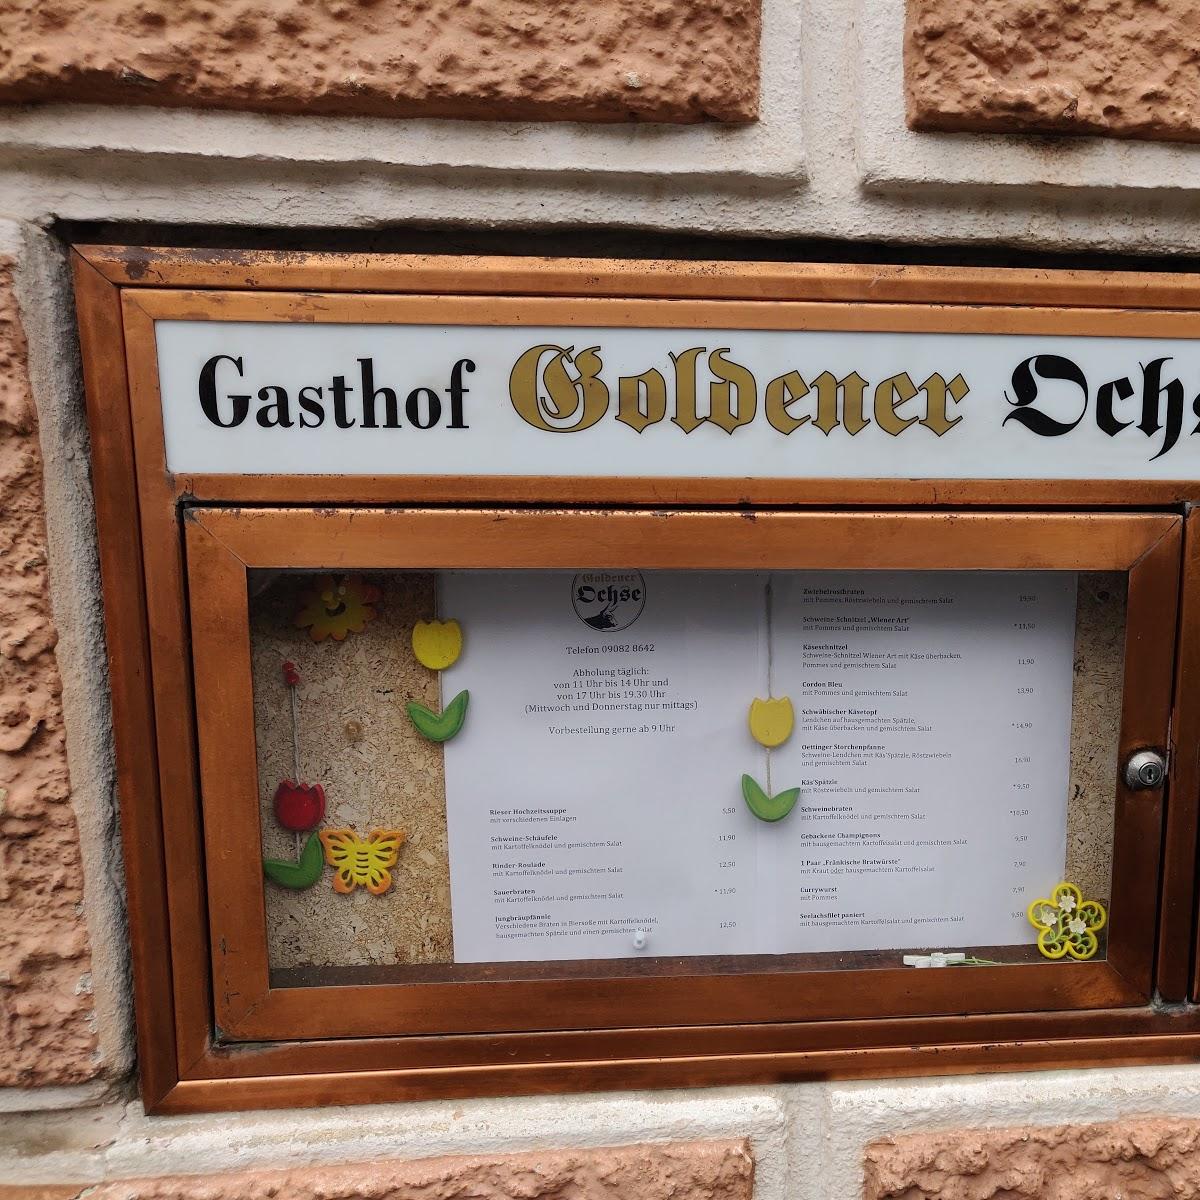 Gasthof Goldener Ochs
Goldener
Ochse
Telefon 09082 8642
Abholung täglich:
von 11 Uhr bis 14 Uhr und
von 17 Uhr bis 19.30 Uhr
(Mittwoch und Donnerstag nur mittags)
Vorbestellung gerne ab 9 Uhr
Rieser Hochzeitssuppe
mit verschiedenen Einlagen 5,50
Schweine-Schäufele
mit Kartoffelknödel und gemischtem Salat 11,90
Rinder-Roulade
mit Kartoffelknödel und gemischtem Salat 12,50
Sauerbraten
mit Kartoffelknödel und gemischtem Salat * 11,90
Jungbräupfännle
Verschiedene Braten in Biersoße mit Kartoffelknödel,
hausgemachten Spätzle und einen gemischten Salat 12,50
Zwiebelrostbraten
mit Pommes, Röstzwiebeln und gemischtem Salat 19,90
Schweine-Schnitzel „Wiener Art"
mit Pommes und gemischtem Salat * 11,50
Käseschnitzel
Schweine-Schnitzel Wiener Art mit Käse überbacken,
Pommes und gemischtem Salat 11,90
Cordon Bleu
mit Pommes und gemischtem Salat 13,90
Schwäbischer Käsetopf
Lendchen auf hausgemachten Spätzle,
mit Käse überbacken und gemischtem Salat * 14,90
Oettinger Storchenpfanne
Schweine-Lendchen mit Käs'Spätzle, Röstzwiebeln
und gemischtem Salat 16,90
Käs'Spätzle
mit Röstzwiebeln und gemischtem Salat * 9,50
Schweinebraten
mit Kartoffelknödel und gemischtem Salat *10,50
Gebackene Champignons
mit hausgemachtem Kartoffelsalat und gemischtem Salat 9,50
1 Paar „Fränkische Bratwürste"
mit Kraut oder hausgemachtem Kartoffelsalat 7,90
Currywurst
mit Pommes 7,90
Seelachsfilet paniert
mit hausgemachtem Kartoffelsalat und gemischtem Salat 9,50